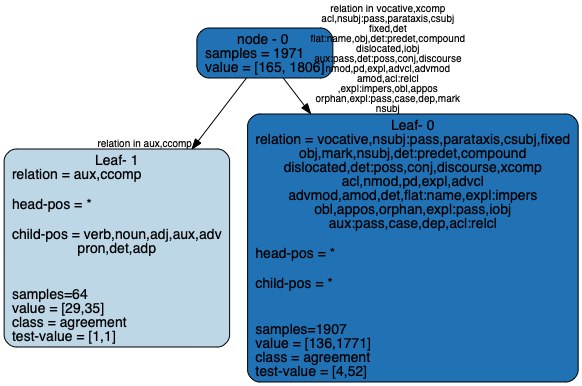 relation in vocative,xcomp
acl,nsubj:pass,parataxis,csubj
fixed,det
flat:name,obj,det:predet,compound
dislocated,iobj
aux:pass,det:poss,conj,discourse
nmod,pd,expl,advcl,advmod
amod,acl:relcl
,expl:impers,obl,appos
orphan,expl:pass,case,dep,mark
nsubj
node - 0
samples = 1971
value = [165, 1806]
relation in aux,ccomp
Leaf- 1
relation = aux,ccomp
head-pos = *
child-pos = verb,noun,adj,aux,adv
pron,det,adp
samples=64
value = [29,35]
class = agreement
test-value = [1,1]
Leaf- 0
relation = vocative,nsubj:pass,parataxis,csubj,fixed
obj,mark,nsubj,det:predet,compound
dislocated,det:poss,conj,discourse,xcomp
acl,nmod,pd,expl,advcl
advmod,amod,det,flat:name,expl:impers
obl,appos,orphan,expl:pass,iobj
aux:pass,case,dep,acl:relcl
head-pos = *
child-pos = *
samples=1907
value = [136,1771]
class = agreement
test-value = [4,52]